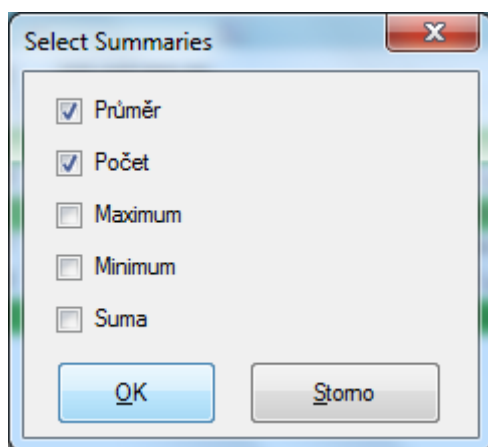 Select Summaries
Průměr
Počet
Maximum
Minimum
Suma
OK
Storno